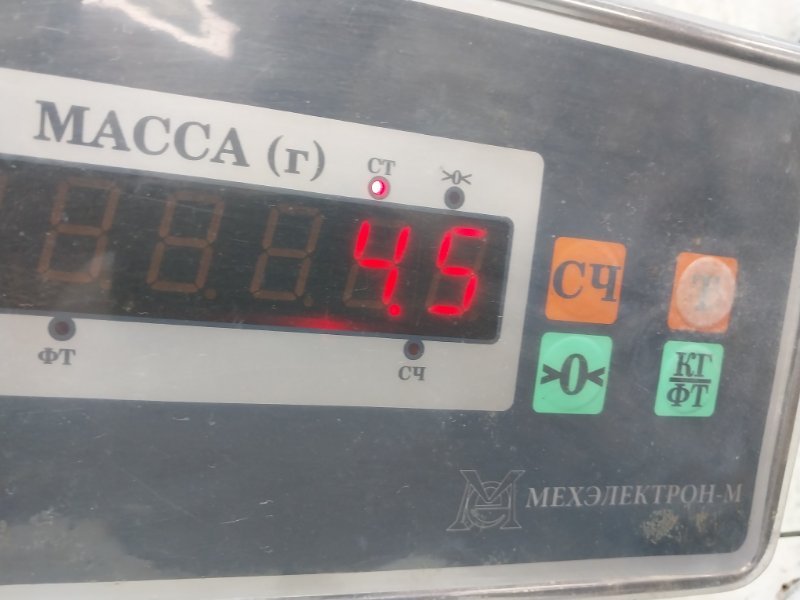 МАССА (г)
СТ
>0<
4.5
ФТ
СЧ
СЧ
Т
>0<
КГ
ФТ
МЕХЭЛЕКТРОН-М